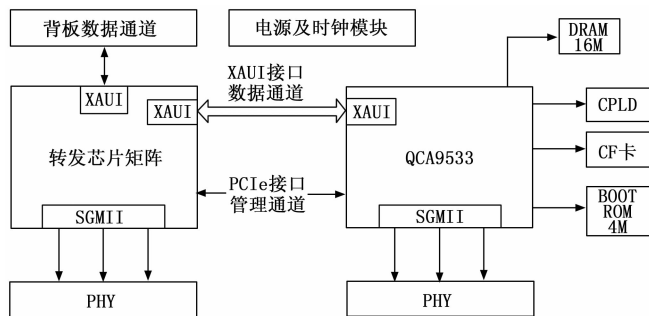 背板数据通道
电源及时钟模块
DRAM
16M
XAUI
XAUI接口
数据通道
XAUI
XAUI
CPLD
转发芯片矩阵
QCA9533
CF卡
PCIe接口
管理通道
SGMII
SGMII
BOOT
ROM
4M
PHY
PHY